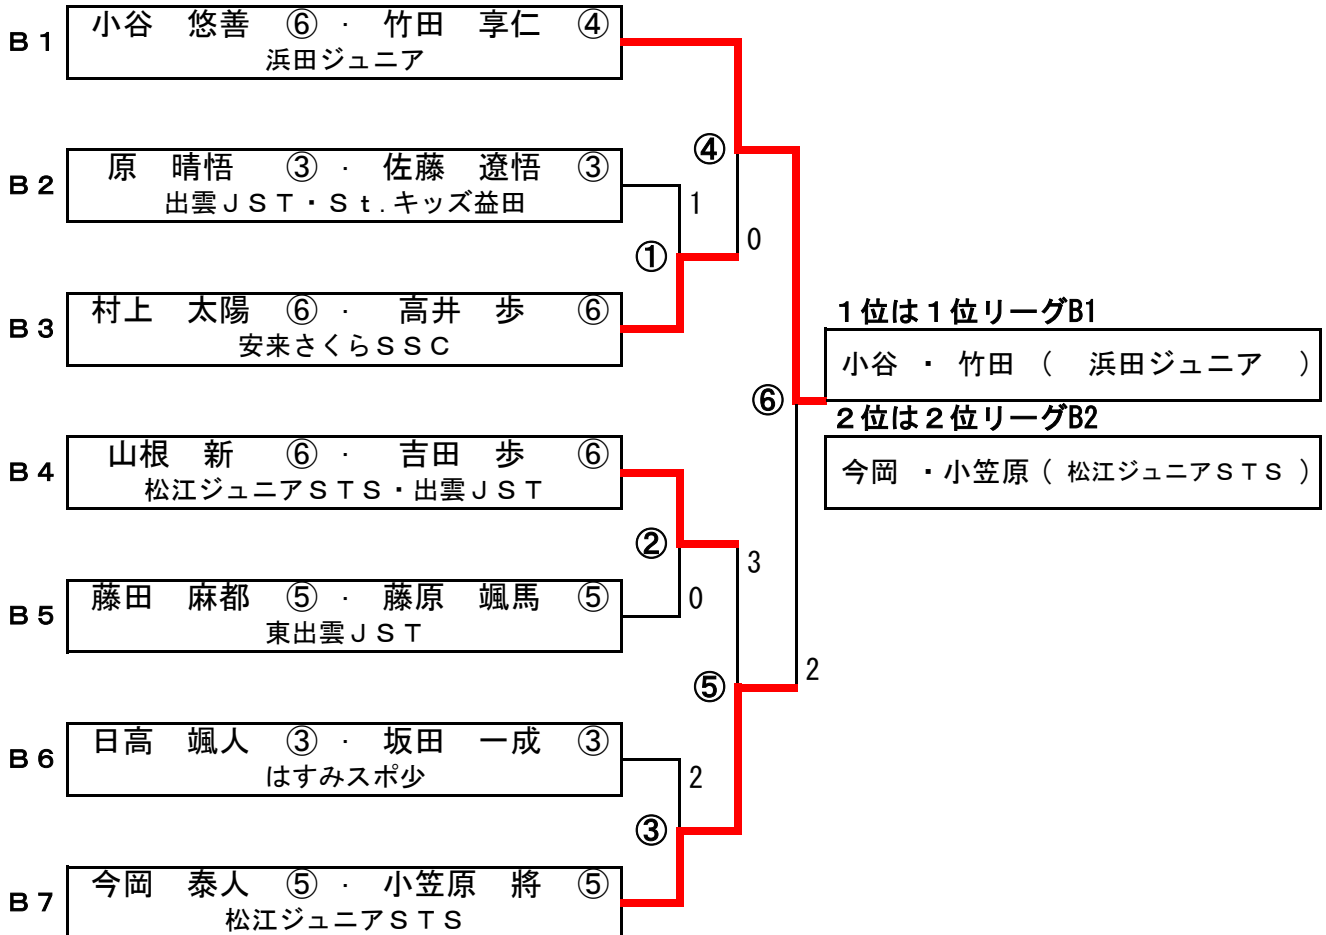 B 1
小谷　悠善　⑥ ・ 竹田　享仁　④
浜田ジュニア
B 2
原　晴悟　③ ・ 佐藤　遼悟　③
出雲ＪＳＴ・Ｓｔ.キッズ益田
1
④
0
①
B 3
村上　太陽　⑥ ・ 高井　歩　⑥
安来さくらＳＳＣ
１位は１位リーグB1
小谷 ・ 竹田 （ 浜田ジュニア ）
⑥
２位は２位リーグB2
今岡 ・小笠原（ 松江ジュニアＳＴＳ ）
B 4
山根　新　⑥ ・ 吉田　歩　⑥
松江ジュニアＳＴＳ・出雲ＪＳＴ
②
3
B 5
藤田　麻都　⑤ ・ 藤原　颯馬　⑤
東出雲ＪＳＴ
0
⑤
2
B 6
日高　颯人　③ ・ 坂田　一成　③
はすみスポ少
2
③
B 7
今岡　泰人　⑤ ・ 小笠原　將　⑤
松江ジュニアＳＴＳ